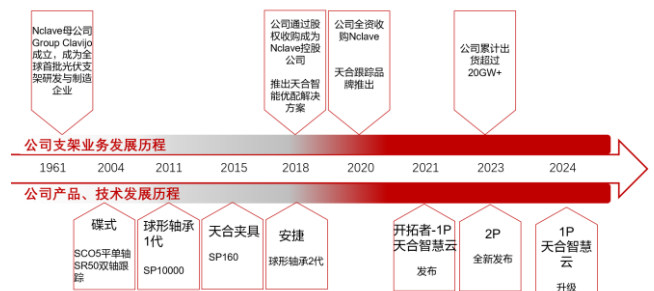 Nclave母公司
Group Clavijo
成立，成为全
球首批光伏支
架研发与制造
企业
公司通过股
权收购成为
Nclave控股
公司
推出天合智
能优配解决
方案
公司全资收
购Nclave
天合跟踪品
牌推出
公司累计出
货超过
20GW+
公司支架业务发展历程
1961 2004 2011 2015 2018 2020 2021 2023 2024
公司产品、技术发展历程
碟式
SCO5平单轴
SR50双轴跟
踪
球形轴承
1代
SP10000
天合夹具
SP160
安捷
球形轴承2代
开拓者-1P
天合智慧云
发布
2P
全新发布
1P
天合智慧
云
升级